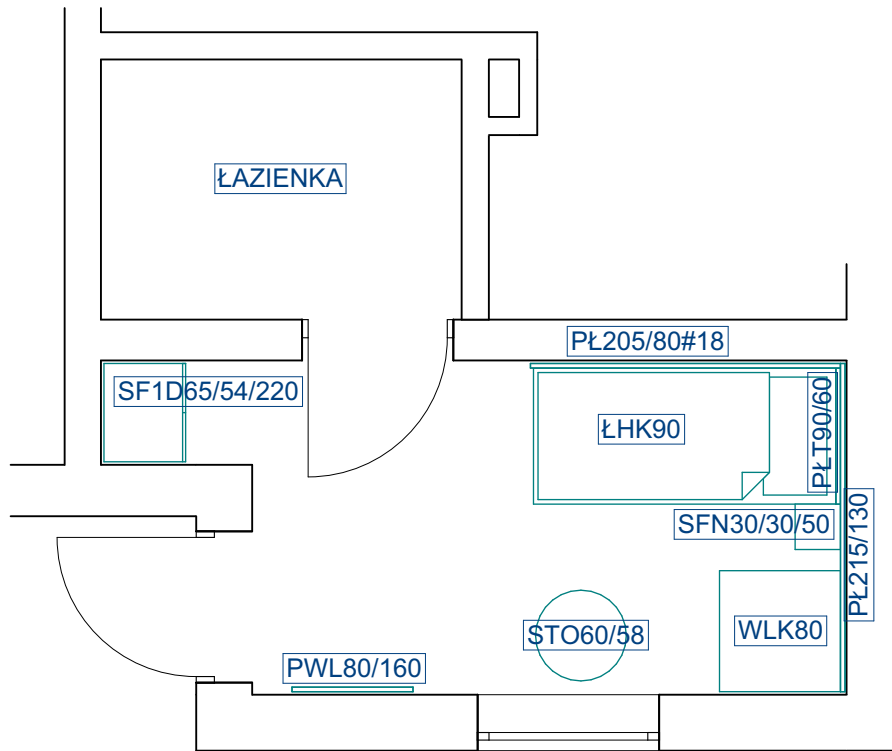 ŁAZIENKA
PŁ205/80#18
SF1D65/54/220
ŁHK90
PŁT90/60
SFN30/30/50
PŁ215/130
STO60/58
WLK80
PWL80/160